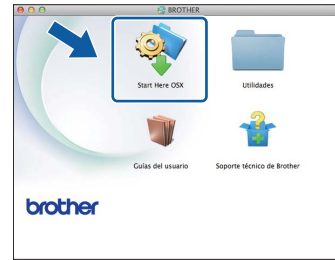 BROTHER
Start Here OSX
Utilidades
Guías del usuario
Soporte técnico de Brother
brother